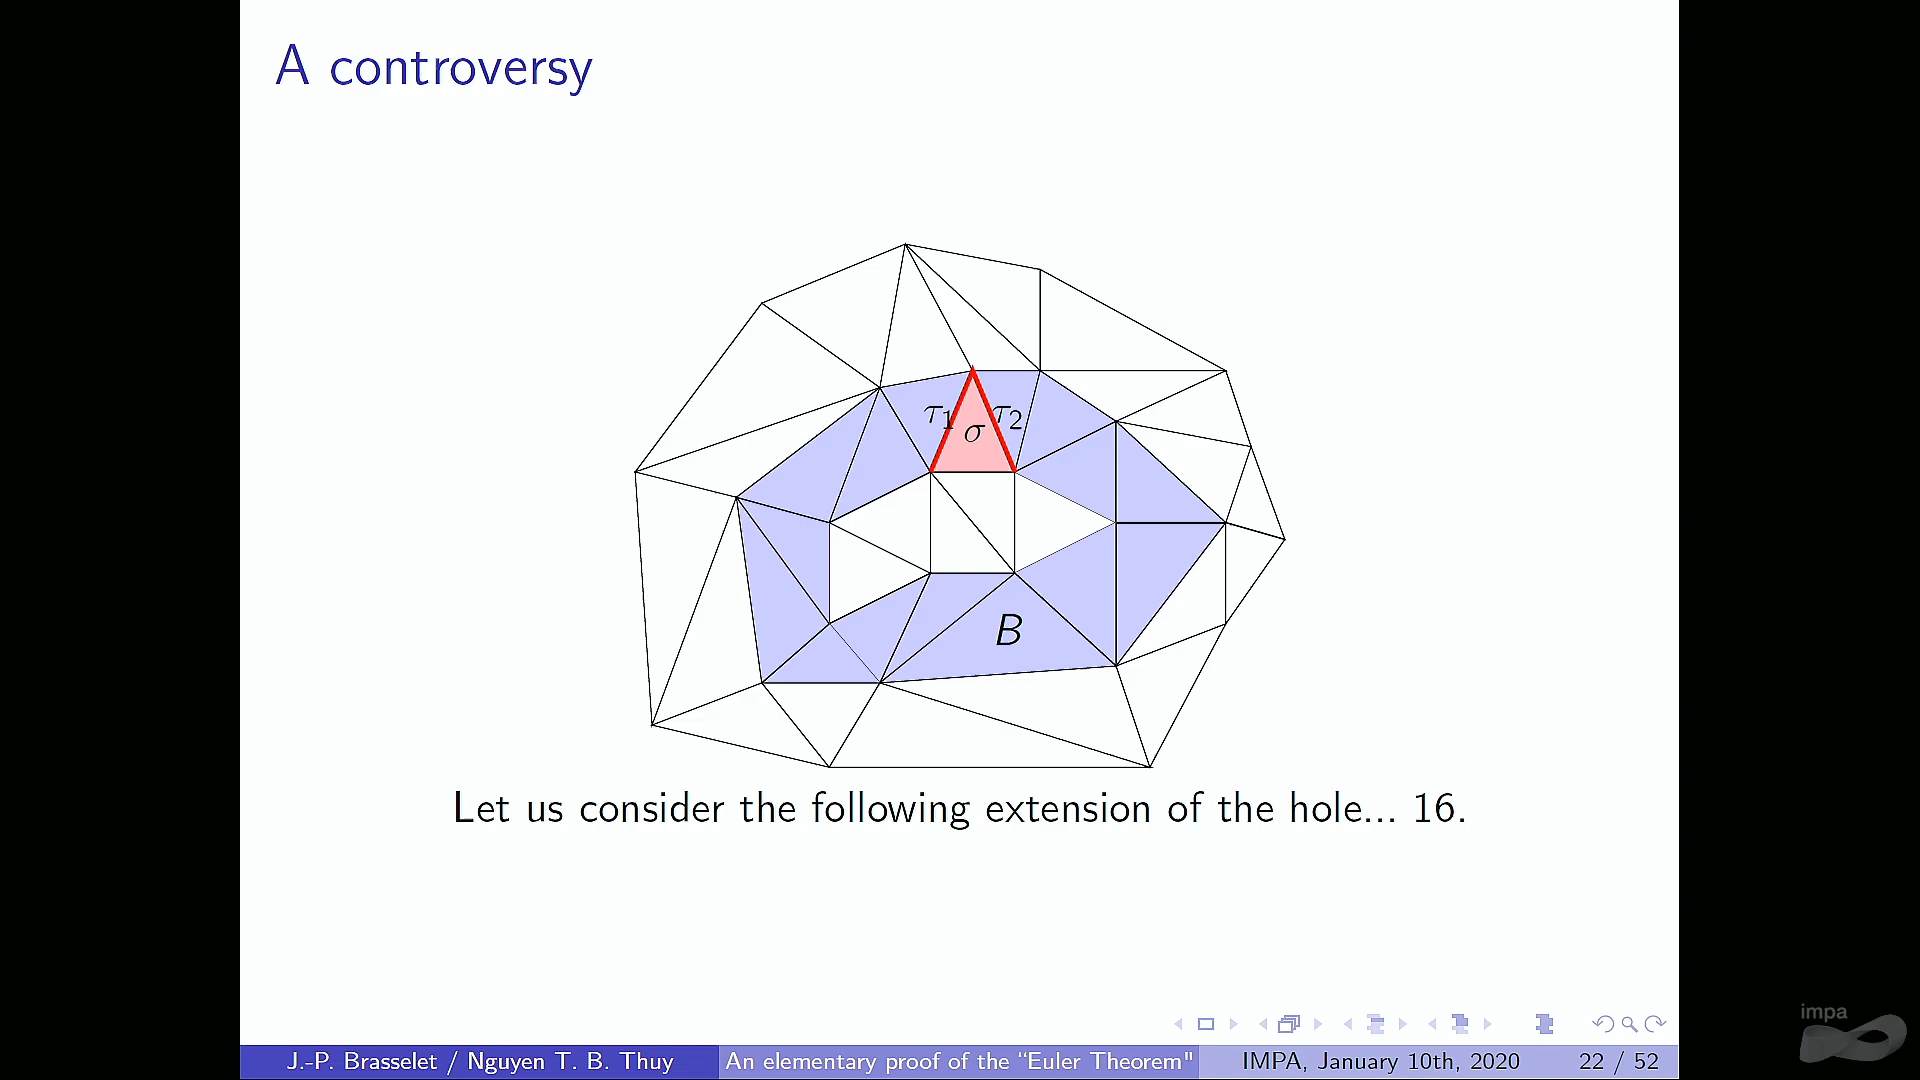 A controversy
τ1 τ2
σ
B
Let us consider the following extension of the hole... 16.
impa
J.-P. Brasselet / Nguyen T. B. Thuy An elementary proof of the “Euler Theorem" IMPA, January 10th, 2020 22 / 52